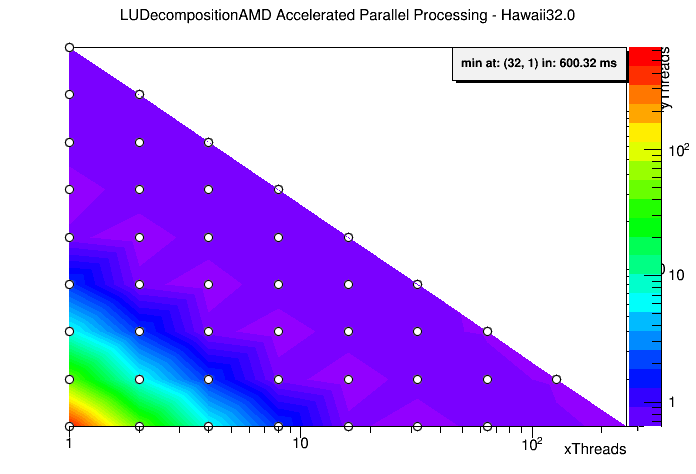 LUDecompositionAMD Accelerated Parallel Processing - Hawaii32.0
min at: (32, 1) in: 600.32 ms
yThreads
10²
10
1
1
10
10²
xThreads